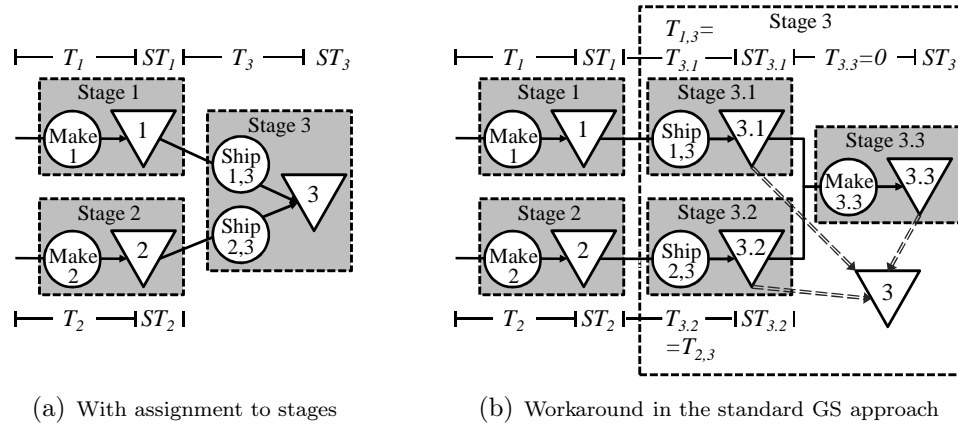 Stage 3
T1,3=
T1 ST1 T3 ST3
T1 ST1 T3.1 ST3.1 T3.3=0 ST3
Stage 1
Make 1
1
Stage 3
Ship 1,3
3
Stage 2
Make 2
2
Ship 2,3
T2 ST2
Stage 1
Make 1
1
Stage 3.1
Ship 1,3
3.1
Stage 3.3
Make 3.3
3.3
Stage 2
Make 2
2
Stage 3.2
Ship 2,3
3.2
3
T2 ST2 T3.2 ST3.2
=T2,3
(a) With assignment to stages
(b) Workaround in the standard GS approach